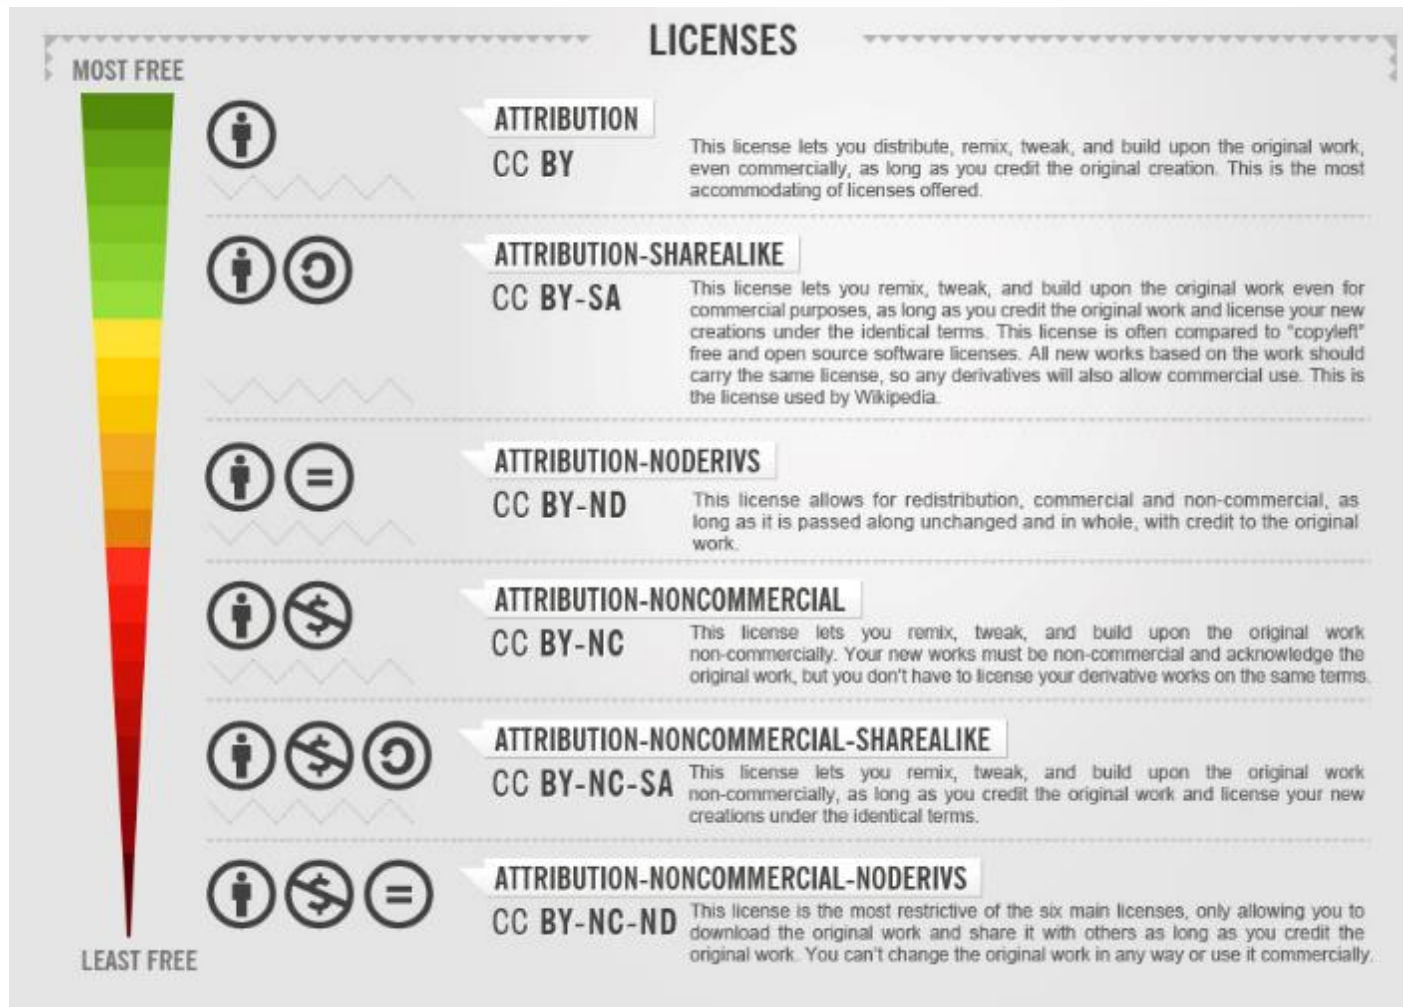 LICENSES
MOST FREE
ATTRIBUTION
CC BY
This license lets you distribute, remix, tweak, and build upon the original work,
even commercially, as long as you credit the original creation. This is the most
accommodating of licenses offered.
ATTRIBUTION-SHAREALIKE
CC BY-SA
This license lets you remix, tweak, and build upon the original work even for
commercial purposes, as long as you credit the original work and license your new
creations under the identical terms. This license is often compared to "copyleft"
free and open source software licenses. All new works based on the work should
carry the same license, so any derivatives will also allow commercial use. This is
the license used by Wikipedia.
ATTRIBUTION-NODERIVS
CC BY-ND
This license allows for redistribution, commercial and non-commercial, as
long as it is passed along unchanged and in whole, with credit to the original
work.
ATTRIBUTION-NONCOMMERCIAL
CC BY-NC
This license lets you remix, tweak, and build upon the original work
non-commercially. Your new works must be non-commercial and acknowledge the
original work, but you don't have to license your derivative works on the same terms.
ATTRIBUTION-NONCOMMERCIAL-SHAREALIKE
CC BY-NC-SA
This license lets you remix, tweak, and build upon the original work
non-commercially, as long as you credit the original work and license your new
creations under the identical terms.
ATTRIBUTION-NONCOMMERCIAL-NODERIVS
CC BY-NC-ND
This license is the most restrictive of the six main licenses, only allowing you to
download the original work and share it with others as long as you credit the
original work. You can't change the original work in any way or use it commercially.
LEAST FREE